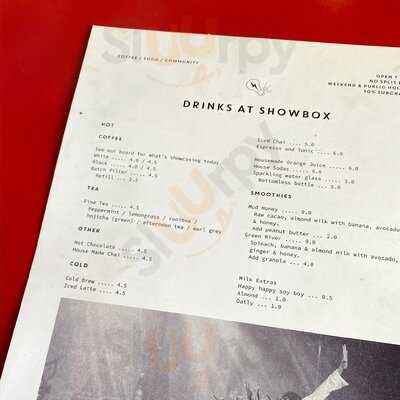 COFFEE / FOOD / COMMUNITY
OPEN 7
NO SPLIT
WEEKEND & PUBLIC HOL
DRINKS AT SHOWBOX
HOT
COFFEE
See our board for what's showcasing today
White ..... 4.0 / 4.5
Black ..... 4.0 / 4.5
Batch Filter ..... 4.5
Refill ... 2.5
TEA
Fine Tea ..... 4.5
Peppermint / lemongrass / rooibos /
hojicha (green) / afternoon tea / earl grey
OTHER
Hot Chocolate ..... 4.5
House Made Chai ..... 4.5
COLD
Cold Brew ..... 4.5
Iced Latte .... 4.5
Iced Chai .... 5.0
Espresso and Tonic .... 6.0
Housemade Orange Juice ..... 6.0
House Sodas ..... 6.0
Sparkling water glass .... 3.0
Bottomless bottle ... 5.0
SMOOTHIES
Mud Honey ..... 9.0
Raw cacao, almond milk with banana, avocado
& honey.
Add peanut butter ... 2.0
Green River ..... 9.0
Spinach, banana & almond milk with avocado,
ginger & honey.
Add granola ... 4.0
Milk Extras
Happy happy soy boy ... 0.5
Almond ... 1.0
Oatly ... 1.0
Sluurpy